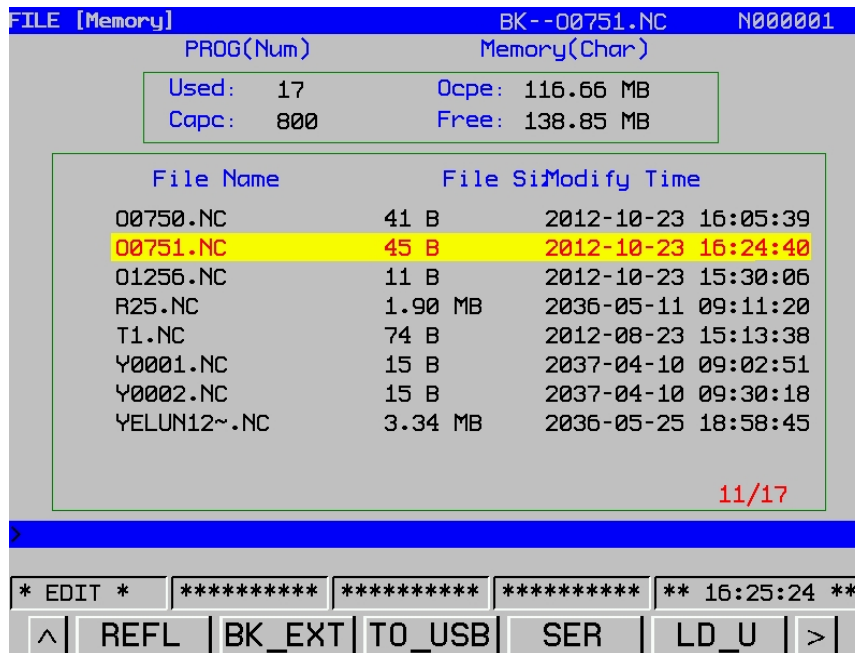 FILE [Memory] BK--O0751.NC N000001
PROG(Num) Memory(Char)
Used: 17 Ocpe: 116.66 MB
Capc: 800 Free: 138.85 MB
File Name File SizModify Time
O0750.NC 41 B 2012-10-23 16:05:39
O0751.NC 45 B 2012-10-23 16:24:40
O1256.NC 11 B 2012-10-23 15:30:06
R25.NC 1.90 MB 2036-05-11 09:11:20
T1.NC 74 B 2012-08-23 15:13:38
Y0001.NC 15 B 2037-04-10 09:02:51
Y0002.NC 15 B 2037-04-10 09:30:18
YELUN12~.NC 3.34 MB 2036-05-25 18:58:45
11/17
>
* EDIT * ********** ********** ********** ** 16:25:24 **
^ REFL BK_EXT TO_USB SER LD_U >